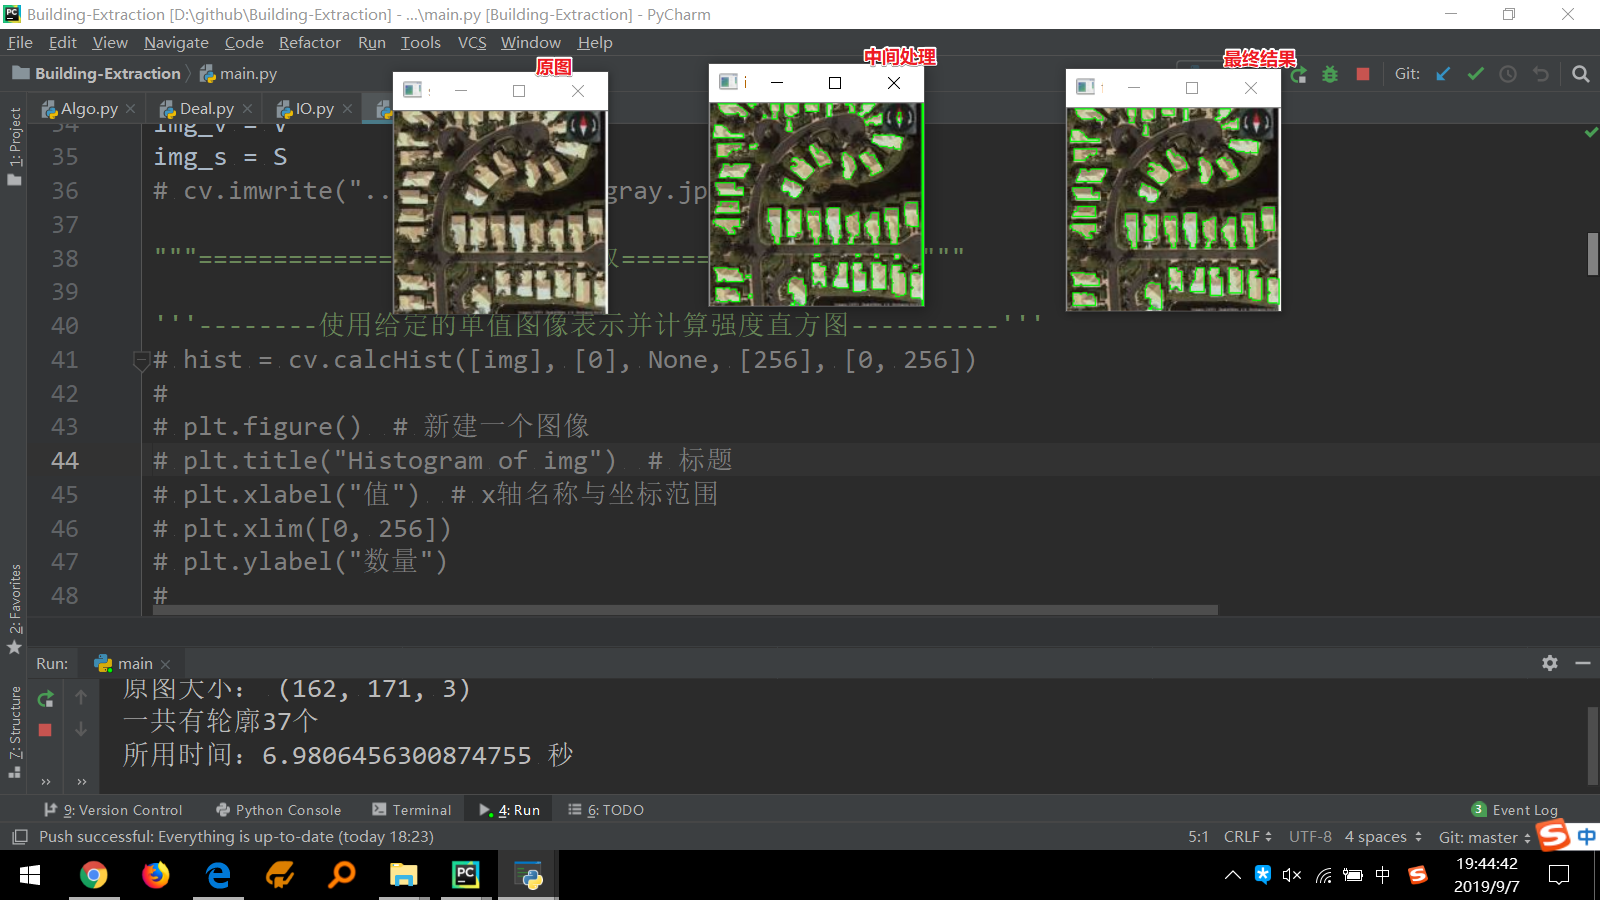 Building-Extraction [D:\github\Building-Extraction] - ...\main.py [Building-Extraction] - PyCharm
File Edit View Navigate Code Refactor Run Tools VCS Window Help
原图 中间处理 最终结果
Building-Extraction main.py Git:
Algo.py Deal.py IO.py
1: Project
2: Favorites
7: Structure
34 img_v = V
35 img_s = S
36 # cv.imwrite(".. gray.jp
37
38 """============= 又====== """
39
40 '''--------使用给定的单值图像表示并计算强度直方图----------'''
41 # hist = cv.calcHist([img], [0], None, [256], [0, 256])
42 #
43 # plt.figure() # 新建一个图像
44 # plt.title("Histogram of img") # 标题
45 # plt.xlabel("值") # x轴名称与坐标范围
46 # plt.xlim([0, 256])
47 # plt.ylabel("数量")
48 #
Run: main
原图大小： (162, 171, 3)
一共有轮廓37个
所用时间：6.9806456300874755 秒
9: Version Control Python Console Terminal 4: Run 6: TODO 3 Event Log
Push successful: Everything is up-to-date (today 18:23) 5:1 CRLF UTF-8 4 spaces Git: master 中
中 19:44:42
2019/9/7